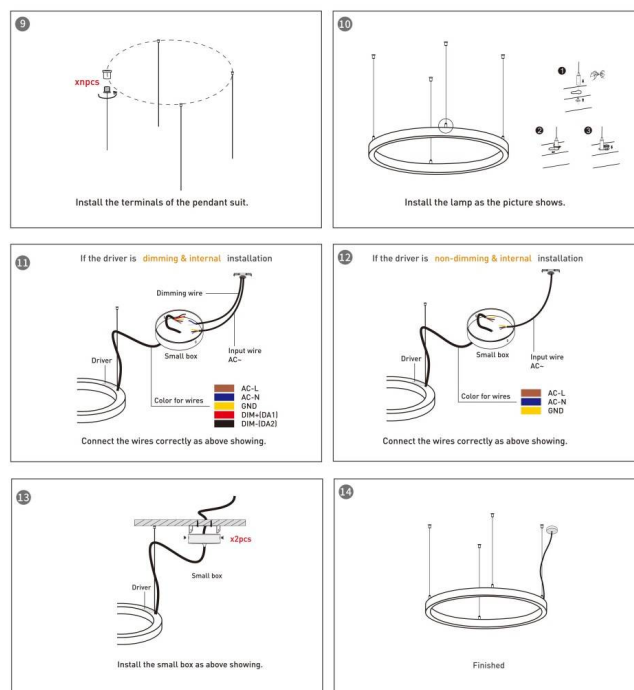 9
xnpcs
Install the terminals of the pendant suit.
10
1
2
3
Install the lamp as the picture shows.
11
If the driver is dimming & internal installation
Dimming wire
Small box
Input wire
AC~
Driver
Color for wires
AC-L
AC-N
GND
DIM+(DA1)
DIM-(DA2)
Connect the wires correctly as above showing.
12
If the driver is non-dimming & internal installation
Small box
Input wire
AC~
Driver
Color for wires
AC-L
AC-N
GND
Connect the wires correctly as above showing.
13
x2pcs
Small box
Driver
Install the small box as above showing.
14
Finished